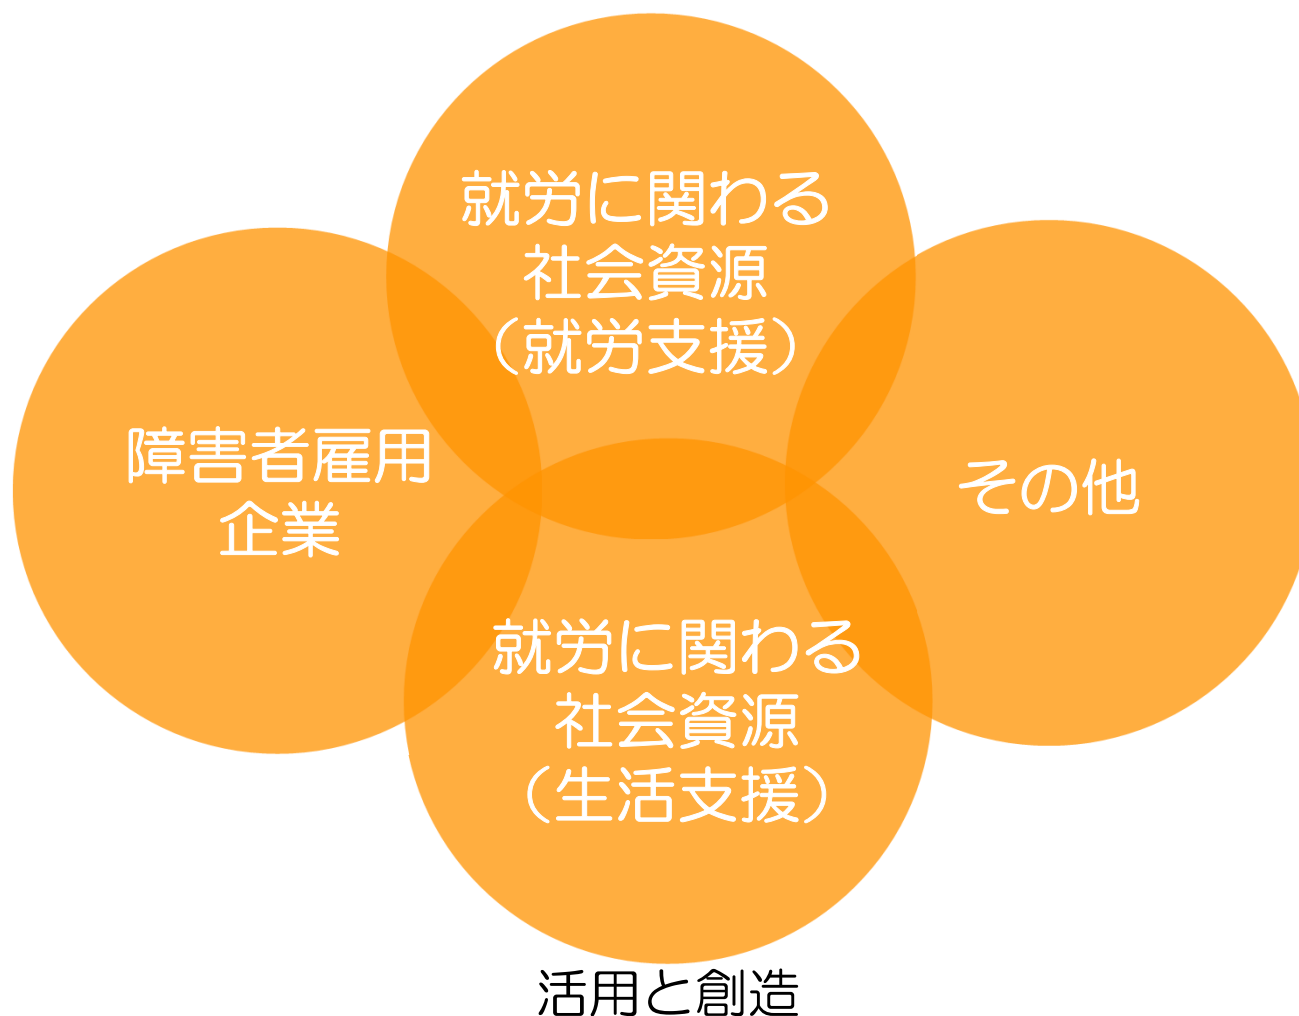 就労に関わる
社会資源
（就労支援）
障害者雇用
企業
その他
就労に関わる
社会資源
（生活支援）
活用と創造